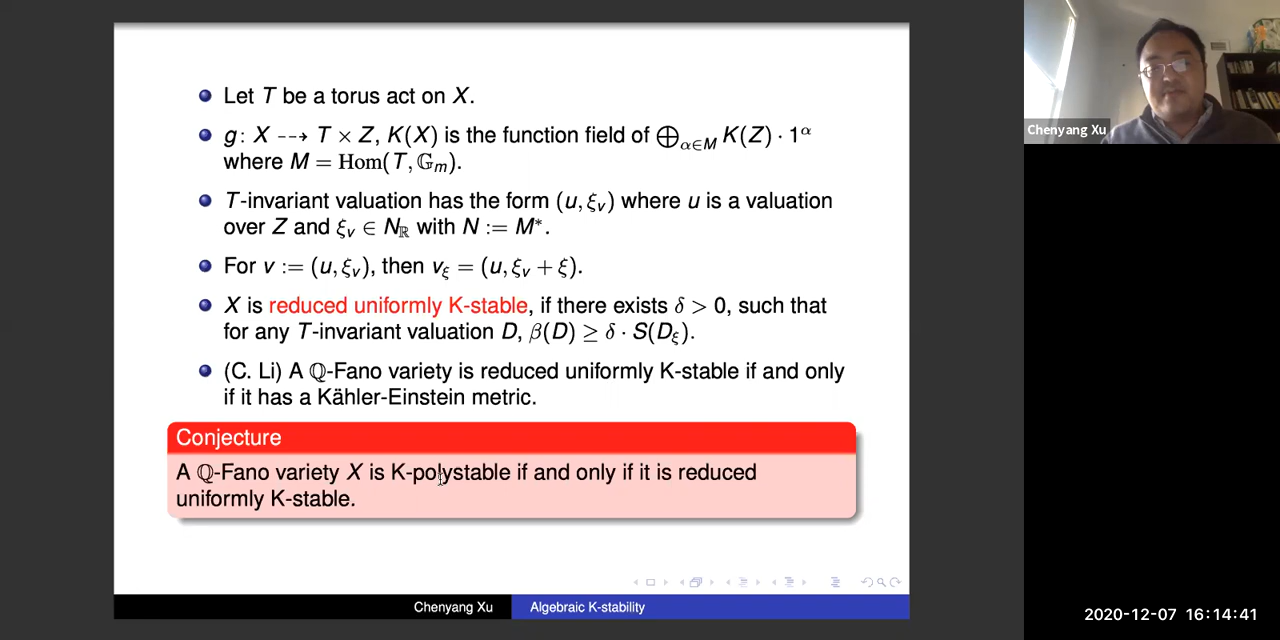 Let T be a torus act on X.
g: X ⇢ T × Z, K(X) is the function field of ⊕_{α∈M} K(Z) · 1^α
where M = Hom(T, 𝔾_m).
T-invariant valuation has the form (u, ξ_v) where u is a valuation
over Z and ξ_v ∈ N_ℝ with N := M*.
For v := (u, ξ_v), then v_ξ = (u, ξ_v + ξ).
X is reduced uniformly K-stable, if there exists δ > 0, such that
for any T-invariant valuation D, β(D) ≥ δ · S(D_ξ).
(C. Li) A ℚ-Fano variety is reduced uniformly K-stable if and only
if it has a Kähler-Einstein metric.
Conjecture
A ℚ-Fano variety X is K-polystable if and only if it is reduced
uniformly K-stable.
Chenyang Xu
Algebraic K-stability
Chenyang Xu
2020-12-07 16:14:41